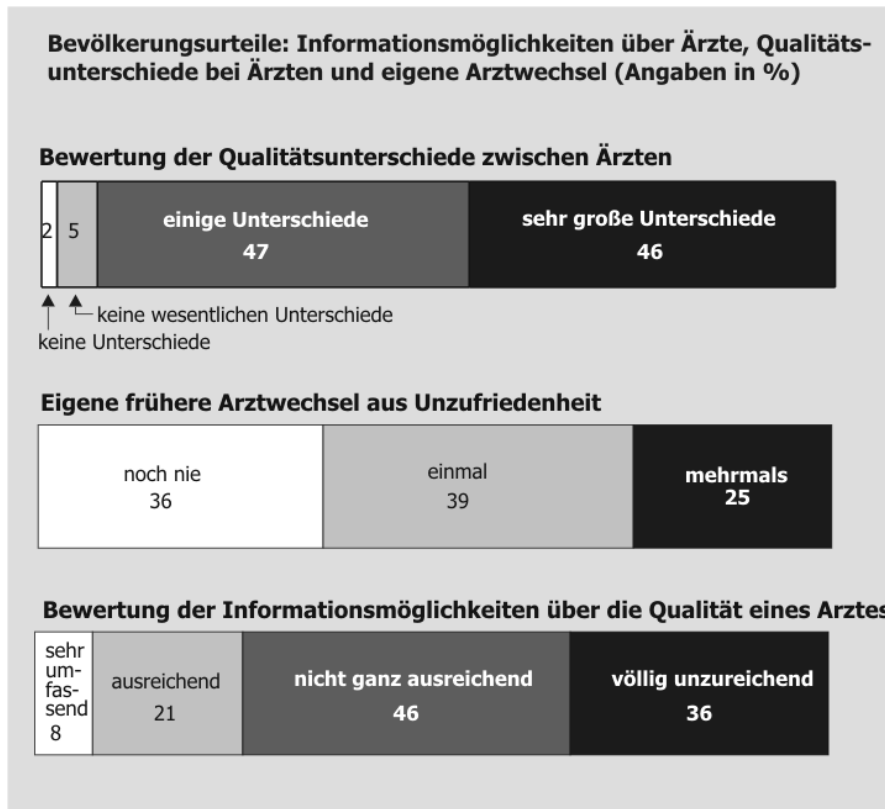 Bevölkerungsurteile: Informationsmöglichkeiten über Ärzte, Qualitäts-
unterschiede bei Ärzten und eigene Arztwechsel (Angaben in %)
Bewertung der Qualitätsunterschiede zwischen Ärzten
2
5
einige Unterschiede
47
sehr große Unterschiede
46
keine wesentlichen Unterschiede
keine Unterschiede
Eigene frühere Arztwechsel aus Unzufriedenheit
noch nie
36
einmal
39
mehrmals
25
Bewertung der Informationsmöglichkeiten über die Qualität eines Arztes
sehr
um-
fas-
send
8
ausreichend
21
nicht ganz ausreichend
46
völlig unzureichend
36